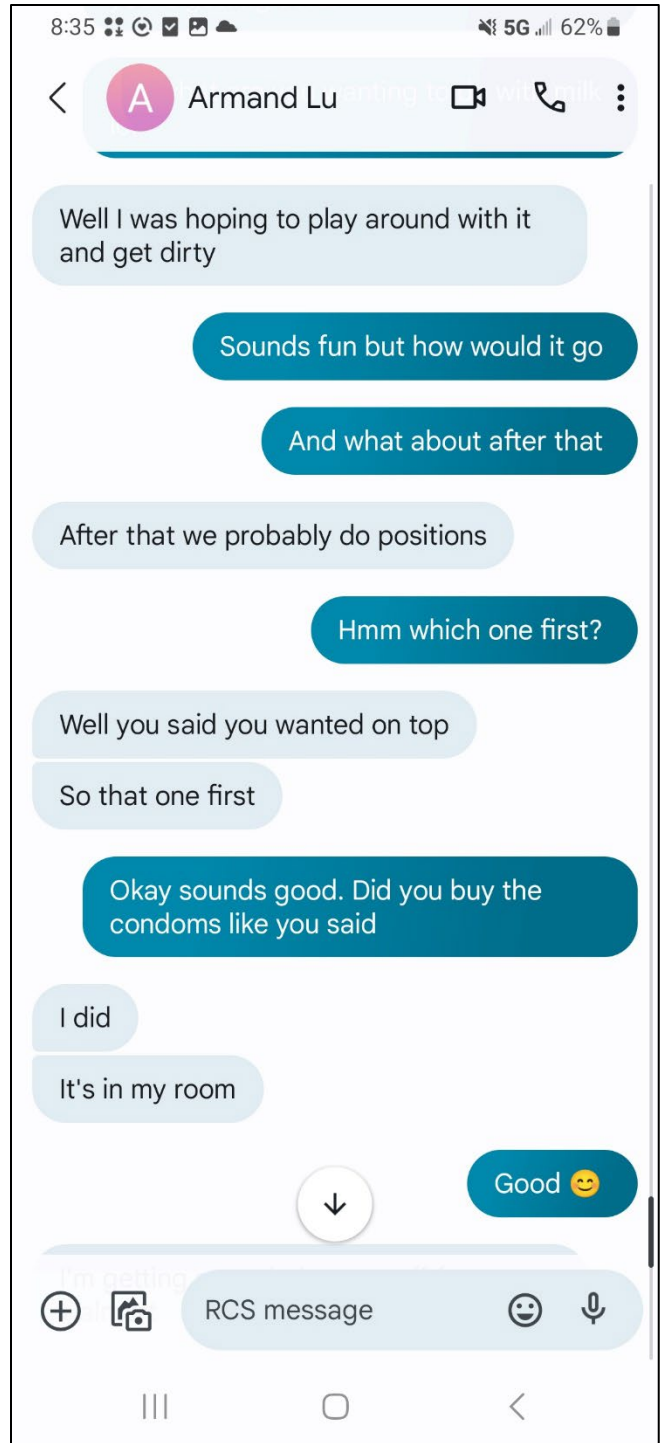 8:35 5G 62%
A Armand Lu
Well I was hoping to play around with it
and get dirty
Sounds fun but how would it go
And what about after that
After that we probably do positions
Hmm which one first?
Well you said you wanted on top
So that one first
Okay sounds good. Did you buy the
condoms like you said
I did
It's in my room
Good 😊
I'm getting
RCS message